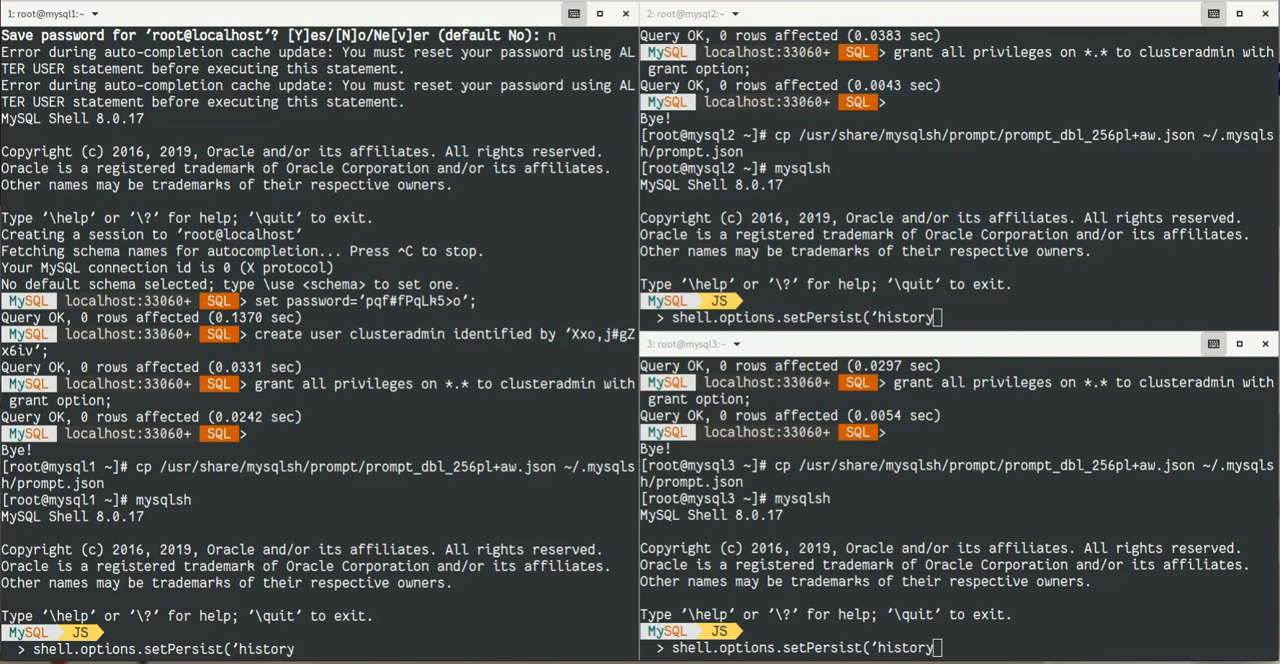 1: root@mysql1:~
Save password for 'root@localhost'? [Y]es/[N]o/Ne[v]er (default No): n
Error during auto-completion cache update: You must reset your password using AL
TER USER statement before executing this statement.
Error during auto-completion cache update: You must reset your password using AL
TER USER statement before executing this statement.
MySQL Shell 8.0.17
Copyright (c) 2016, 2019, Oracle and/or its affiliates. All rights reserved.
Oracle is a registered trademark of Oracle Corporation and/or its affiliates.
Other names may be trademarks of their respective owners.
Type '\help' or '\?' for help; '\quit' to exit.
Creating a session to 'root@localhost'
Fetching schema names for autocompletion... Press ^C to stop.
Your MySQL connection id is 0 (X protocol)
No default schema selected; type \use <schema> to set one.
MySQL localhost:33060+ SQL > set password='pqf#fPqLk5>o';
Query OK, 0 rows affected (0.1370 sec)
MySQL localhost:33060+ SQL > create user clusteradmin identified by 'Xxo,j#gZ
x6iv';
Query OK, 0 rows affected (0.0331 sec)
MySQL localhost:33060+ SQL > grant all privileges on *.* to clusteradmin with
grant option;
Query OK, 0 rows affected (0.0242 sec)
MySQL localhost:33060+ SQL >
Bye!
[root@mysql1 ~]# cp /usr/share/mysqlsh/prompt/prompt_dbl_256pl+aw.json ~/.mysqls
h/prompt.json
[root@mysql1 ~]# mysqlsh
MySQL Shell 8.0.17
Copyright (c) 2016, 2019, Oracle and/or its affiliates. All rights reserved.
Oracle is a registered trademark of Oracle Corporation and/or its affiliates.
Other names may be trademarks of their respective owners.
Type '\help' or '\?' for help; '\quit' to exit.
MySQL JS
> shell.options.setPersist('history
2: root@mysql2:~
Query OK, 0 rows affected (0.0383 sec)
MySQL localhost:33060+ SQL > grant all privileges on *.* to clusteradmin with
grant option;
Query OK, 0 rows affected (0.0043 sec)
MySQL localhost:33060+ SQL >
Bye!
[root@mysql2 ~]# cp /usr/share/mysqlsh/prompt/prompt_dbl_256pl+aw.json ~/.mysqls
h/prompt.json
[root@mysql2 ~]# mysqlsh
MySQL Shell 8.0.17
Copyright (c) 2016, 2019, Oracle and/or its affiliates. All rights reserved.
Oracle is a registered trademark of Oracle Corporation and/or its affiliates.
Other names may be trademarks of their respective owners.
Type '\help' or '\?' for help; '\quit' to exit.
MySQL JS
> shell.options.setPersist('history
3: root@mysql3:~
Query OK, 0 rows affected (0.0297 sec)
MySQL localhost:33060+ SQL > grant all privileges on *.* to clusteradmin with
grant option;
Query OK, 0 rows affected (0.0054 sec)
MySQL localhost:33060+ SQL >
Bye!
[root@mysql3 ~]# cp /usr/share/mysqlsh/prompt/prompt_dbl_256pl+aw.json ~/.mysqls
h/prompt.json
[root@mysql3 ~]# mysqlsh
MySQL Shell 8.0.17
Copyright (c) 2016, 2019, Oracle and/or its affiliates. All rights reserved.
Oracle is a registered trademark of Oracle Corporation and/or its affiliates.
Other names may be trademarks of their respective owners.
Type '\help' or '\?' for help; '\quit' to exit.
MySQL JS
> shell.options.setPersist('history